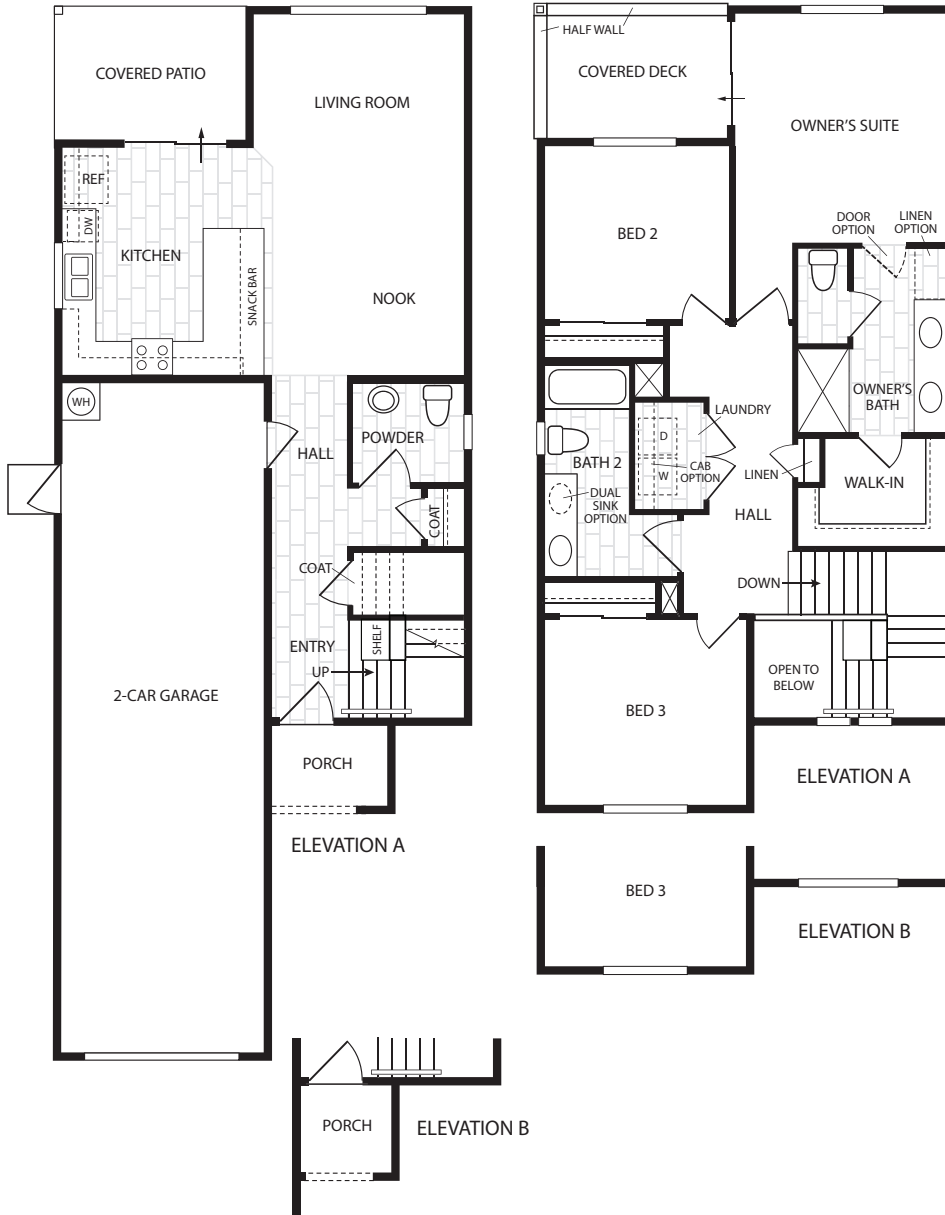 COVERED PATIO
LIVING ROOM
REF
DW
KITCHEN
SNACK BAR
NOOK
WH
HALL
POWDER
COAT
COAT
ENTRY
SHELF
UP
2-CAR GARAGE
PORCH
ELEVATION A
PORCH
ELEVATION B
HALF WALL
COVERED DECK
OWNER'S SUITE
DOOR
OPTION
LINEN
OPTION
BED 2
OWNER'S
BATH
LAUNDRY
D
W
CAB
OPTION
BATH 2
DUAL
SINK
OPTION
LINEN
WALK-IN
HALL
DOWN
OPEN TO
BELOW
BED 3
ELEVATION A
BED 3
ELEVATION B